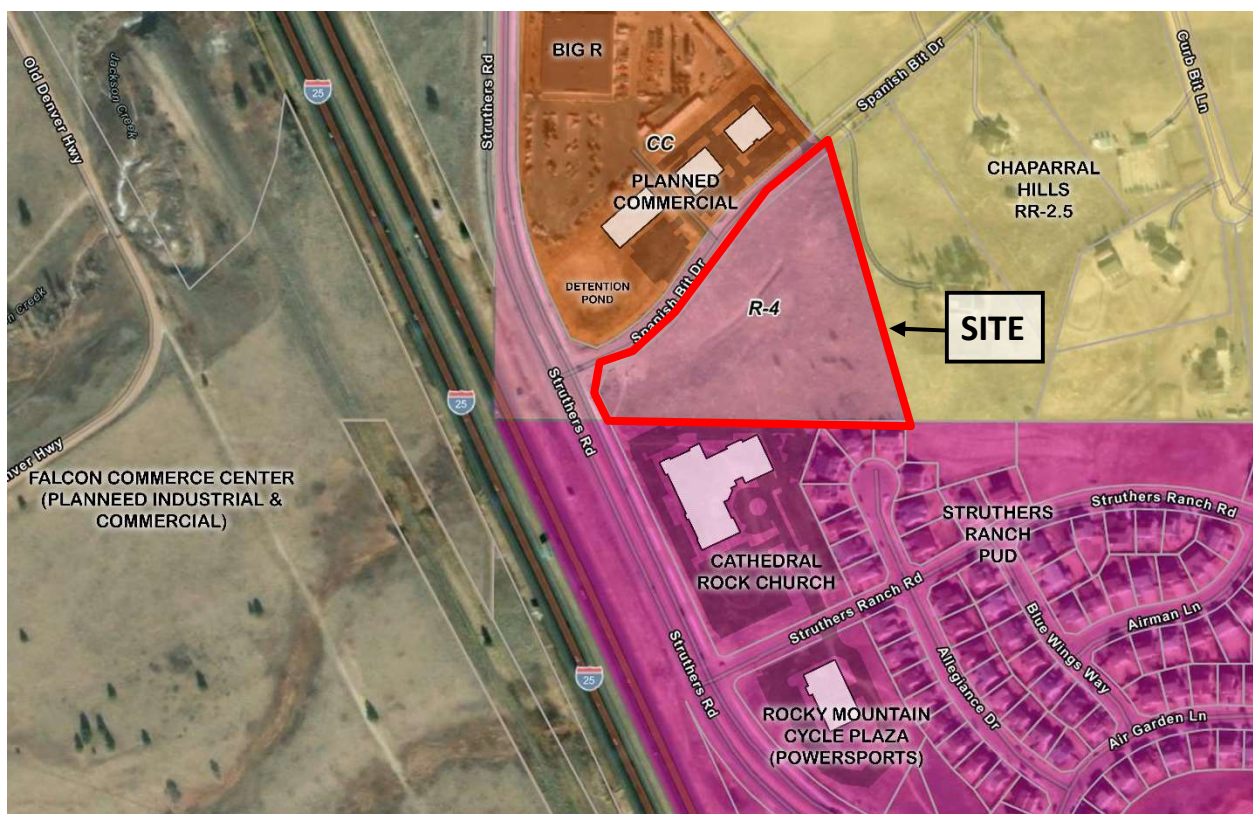 Old Denver Hwy
Jackson Creek
25
Struthers Rd
BIG R
CC
PLANNED
COMMERCIAL
DETENTION
POND
Spanish Bit Dr
Spanish Bit Dr
Curb Bit Ln
CHAPARRAL
HILLS
RR-2.5
R-4
SITE
Creek
25
Struthers Rd
nver Hwy
FALCON COMMERCE CENTER
(PLANNEED INDUSTRIAL &
COMMERCIAL)
CATHEDRAL
ROCK CHURCH
STRUTHERS
RANCH
PUD
Struthers Ranch Rd
Struthers Ranch Rd
Airman Ln
Blue Wings Way
Allegiance Dr
Air Garden Ln
25
Struthers Rd
ROCKY MOUNTAIN
CYCLE PLAZA
(POWERSPORTS)